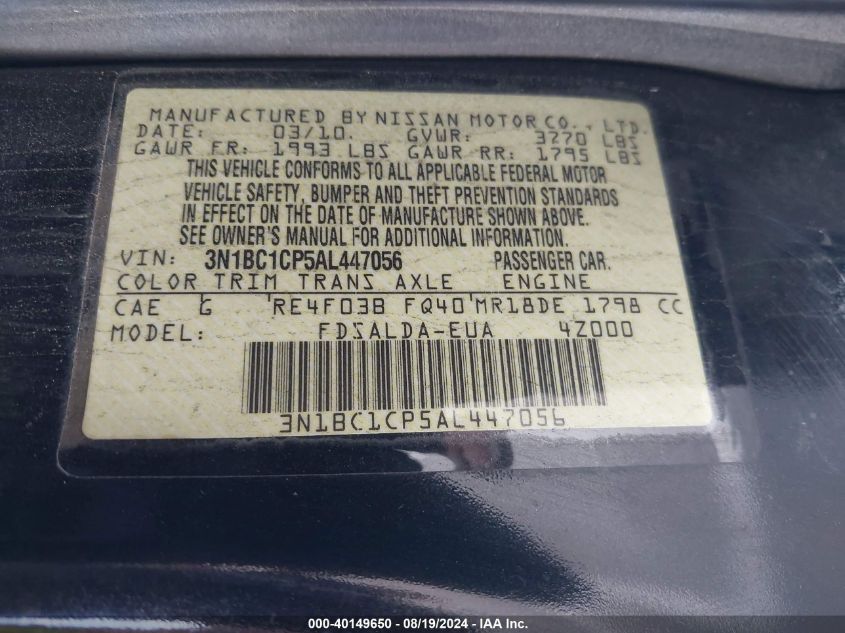 MANUFACTURED BY NISSAN MOTOR CO., LTD.
DATE: 03/10. GVWR: 3770 LBS
GAWR FR: 1993 LBS GAWR RR: 1795 LBS
THIS VEHICLE CONFORMS TO ALL APPLICABLE FEDERAL MOTOR
VEHICLE SAFETY, BUMPER AND THEFT PREVENTION STANDARDS
IN EFFECT ON THE DATE OF MANUFACTURE SHOWN ABOVE.
SEE OWNER'S MANUAL FOR ADDITIONAL INFORMATION.
VIN: 3N1BC1CP5AL447056 PASSENGER CAR.
COLOR TRIM TRANS AXLE ENGINE
CAE G RE4F03B FQ40 MR18DE 1798 CC
MODEL: FDSALDA-EUA 4Z000
3N1BC1CP5AL447056
000-40149650 - 08/19/2024 - IAA Inc.